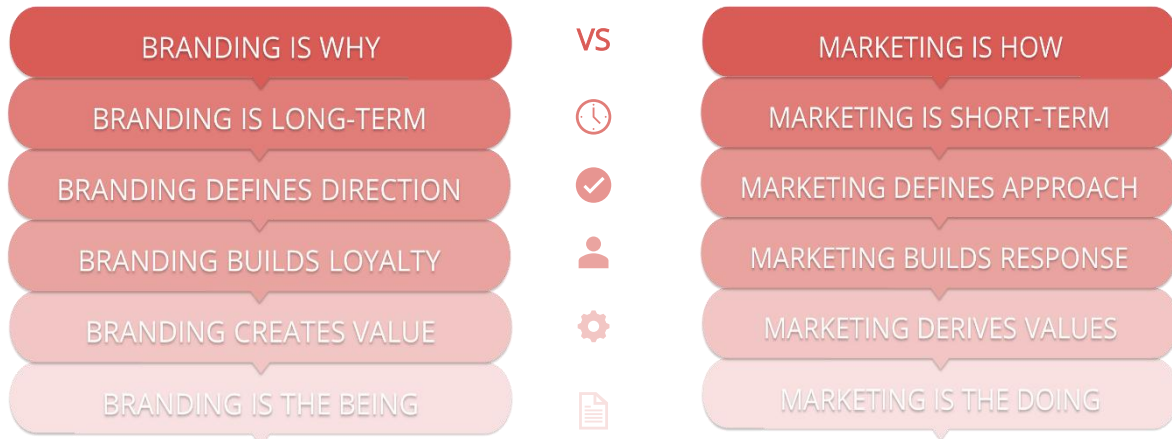 BRANDING IS WHY
VS
MARKETING IS HOW
BRANDING IS LONG-TERM
MARKETING IS SHORT-TERM
BRANDING DEFINES DIRECTION
MARKETING DEFINES APPROACH
BRANDING BUILDS LOYALTY
MARKETING BUILDS RESPONSE
BRANDING CREATES VALUE
MARKETING DERIVES VALUES
BRANDING IS THE BEING
MARKETING IS THE DOING